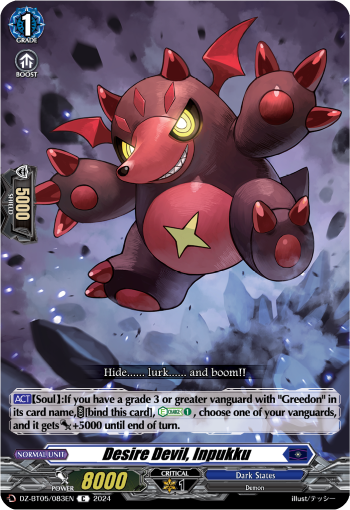 1
GRADE
BOOST
5000
SHIELD
Hide...... lurk...... and boom!!
ACT【Soul】:If you have a grade 3 or greater vanguard with "Greedon" in
its card name, [bind this card], , choose one of your vanguards,
and it gets +5000 until end of turn.
NORMAL UNIT
Desire Devil, Inpukku
POWER
8000
CRITICAL
1
Dark States
Demon
DZ-BT05/083EN C 2024
illust/テッシー